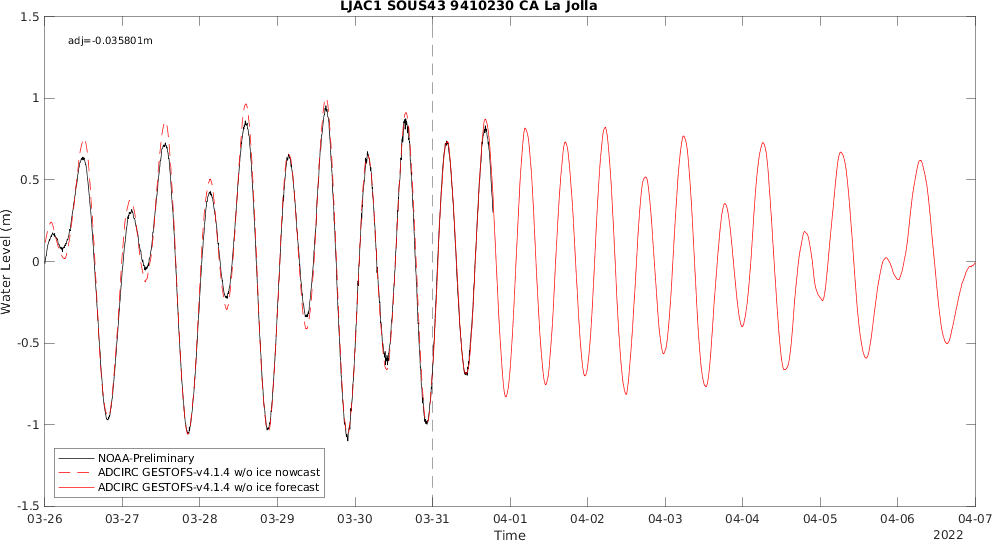 LJAC1 SOUS43 9410230 CA La Jolla
adj=-0.035801m
1.5
1
0.5
0
-0.5
-1
-1.5
Water Level (m)
NOAA-Preliminary
ADCIRC GESTOFS-v4.1.4 w/o ice nowcast
ADCIRC GESTOFS-v4.1.4 w/o ice forecast
03-26 03-27 03-28 03-29 03-30 03-31 04-01 04-02 04-03 04-04 04-05 04-06 04-07
Time
2022